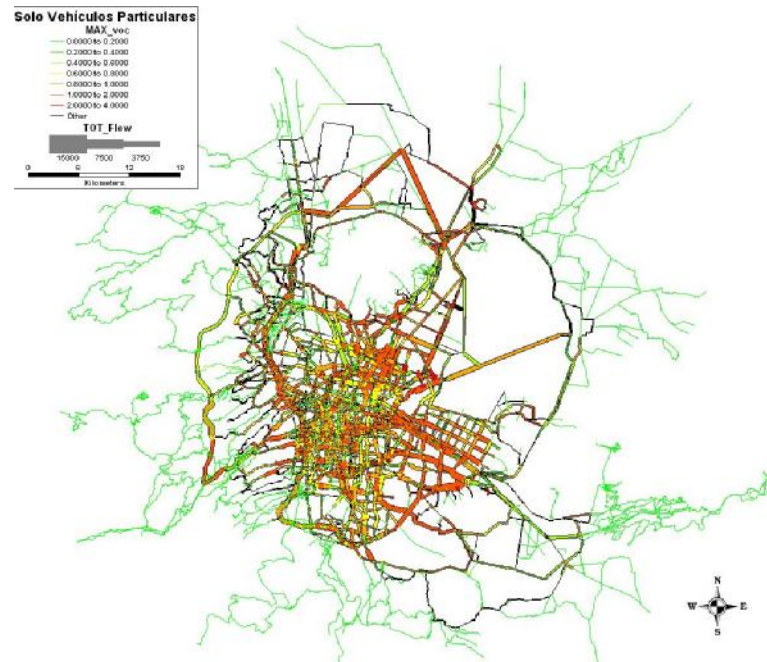 Solo Vehículos Particulares
MAX_voc
0.0000 to 0.2000
0.2000 to 0.4000
0.4000 to 0.6000
0.6000 to 0.8000
0.8000 to 1.0000
1.0000 to 2.0000
2.0000 to 4.0000
Other
TOT_Flow
15000 7500 3750
0 6 12 18
Kilometers
N
W E
S